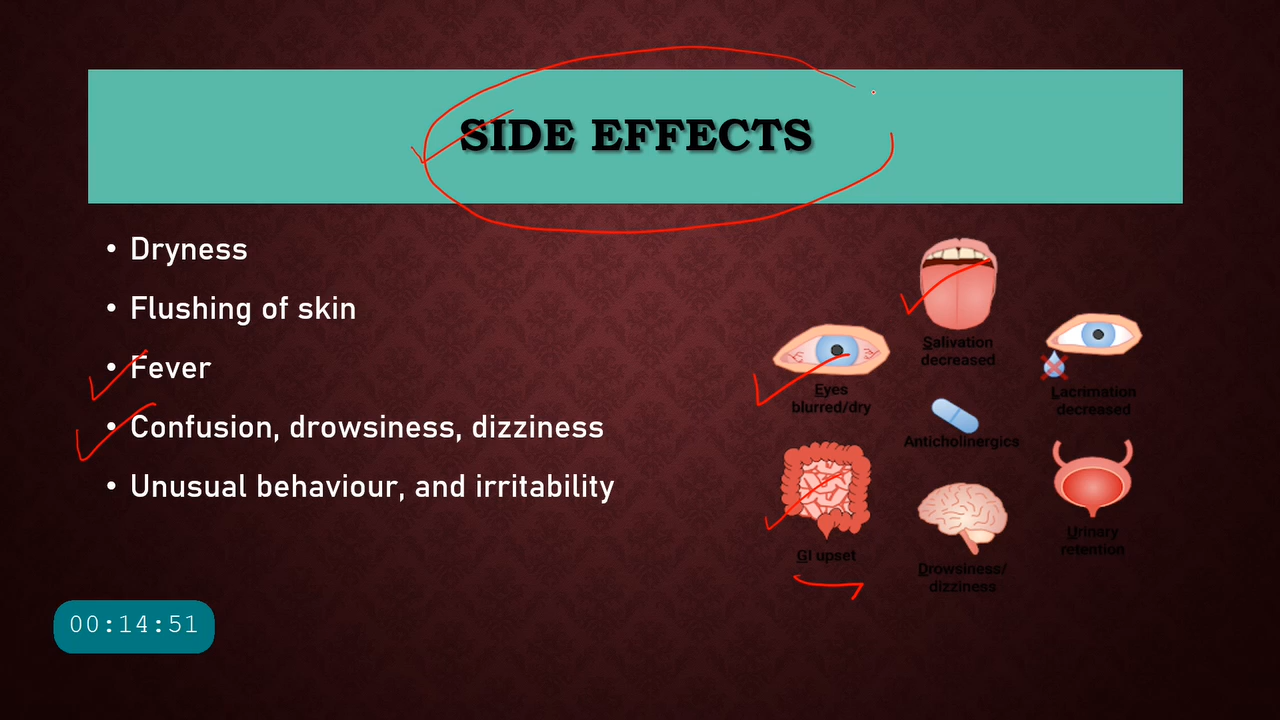 SIDE EFFECTS
• Dryness
• Flushing of skin
• Fever
• Confusion, drowsiness, dizziness
• Unusual behaviour, and irritability
Salivation
decreased
Eyes
blurred/dry
Lacrimation
decreased
Anticholinergics
GI upset
Drowsiness/
dizziness
Urinary
retention
00:14:51